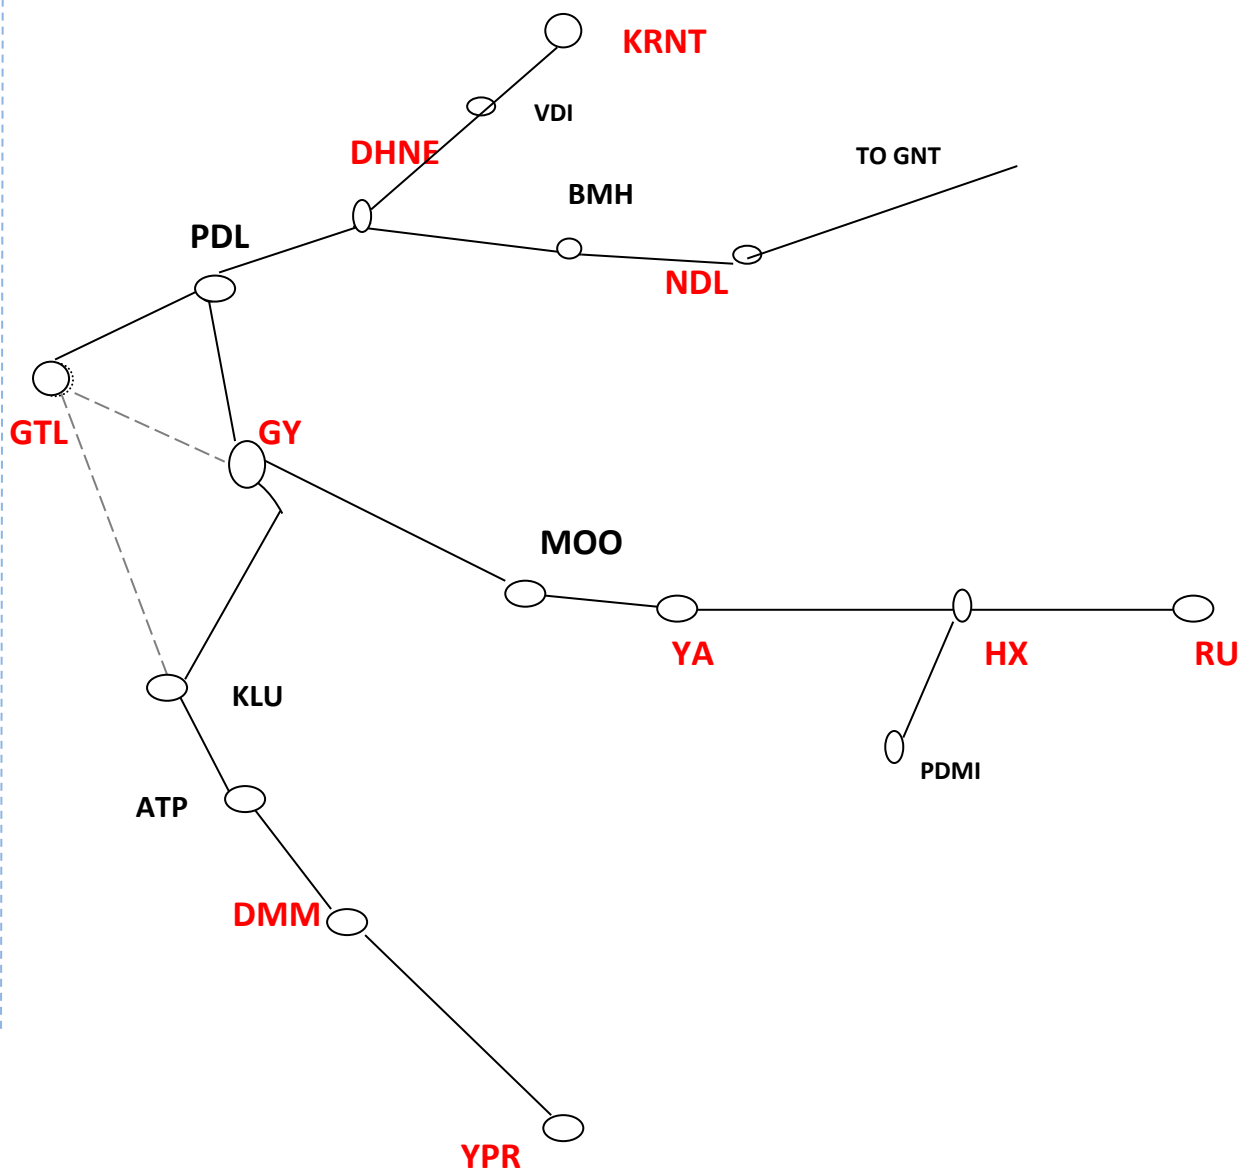 KRNT
VDI
DHNE
TO GNT
BMH
PDL
NDL
GTL
GY
MOO
YA
HX
RU
KLU
PDMI
ATP
DMM
YPR